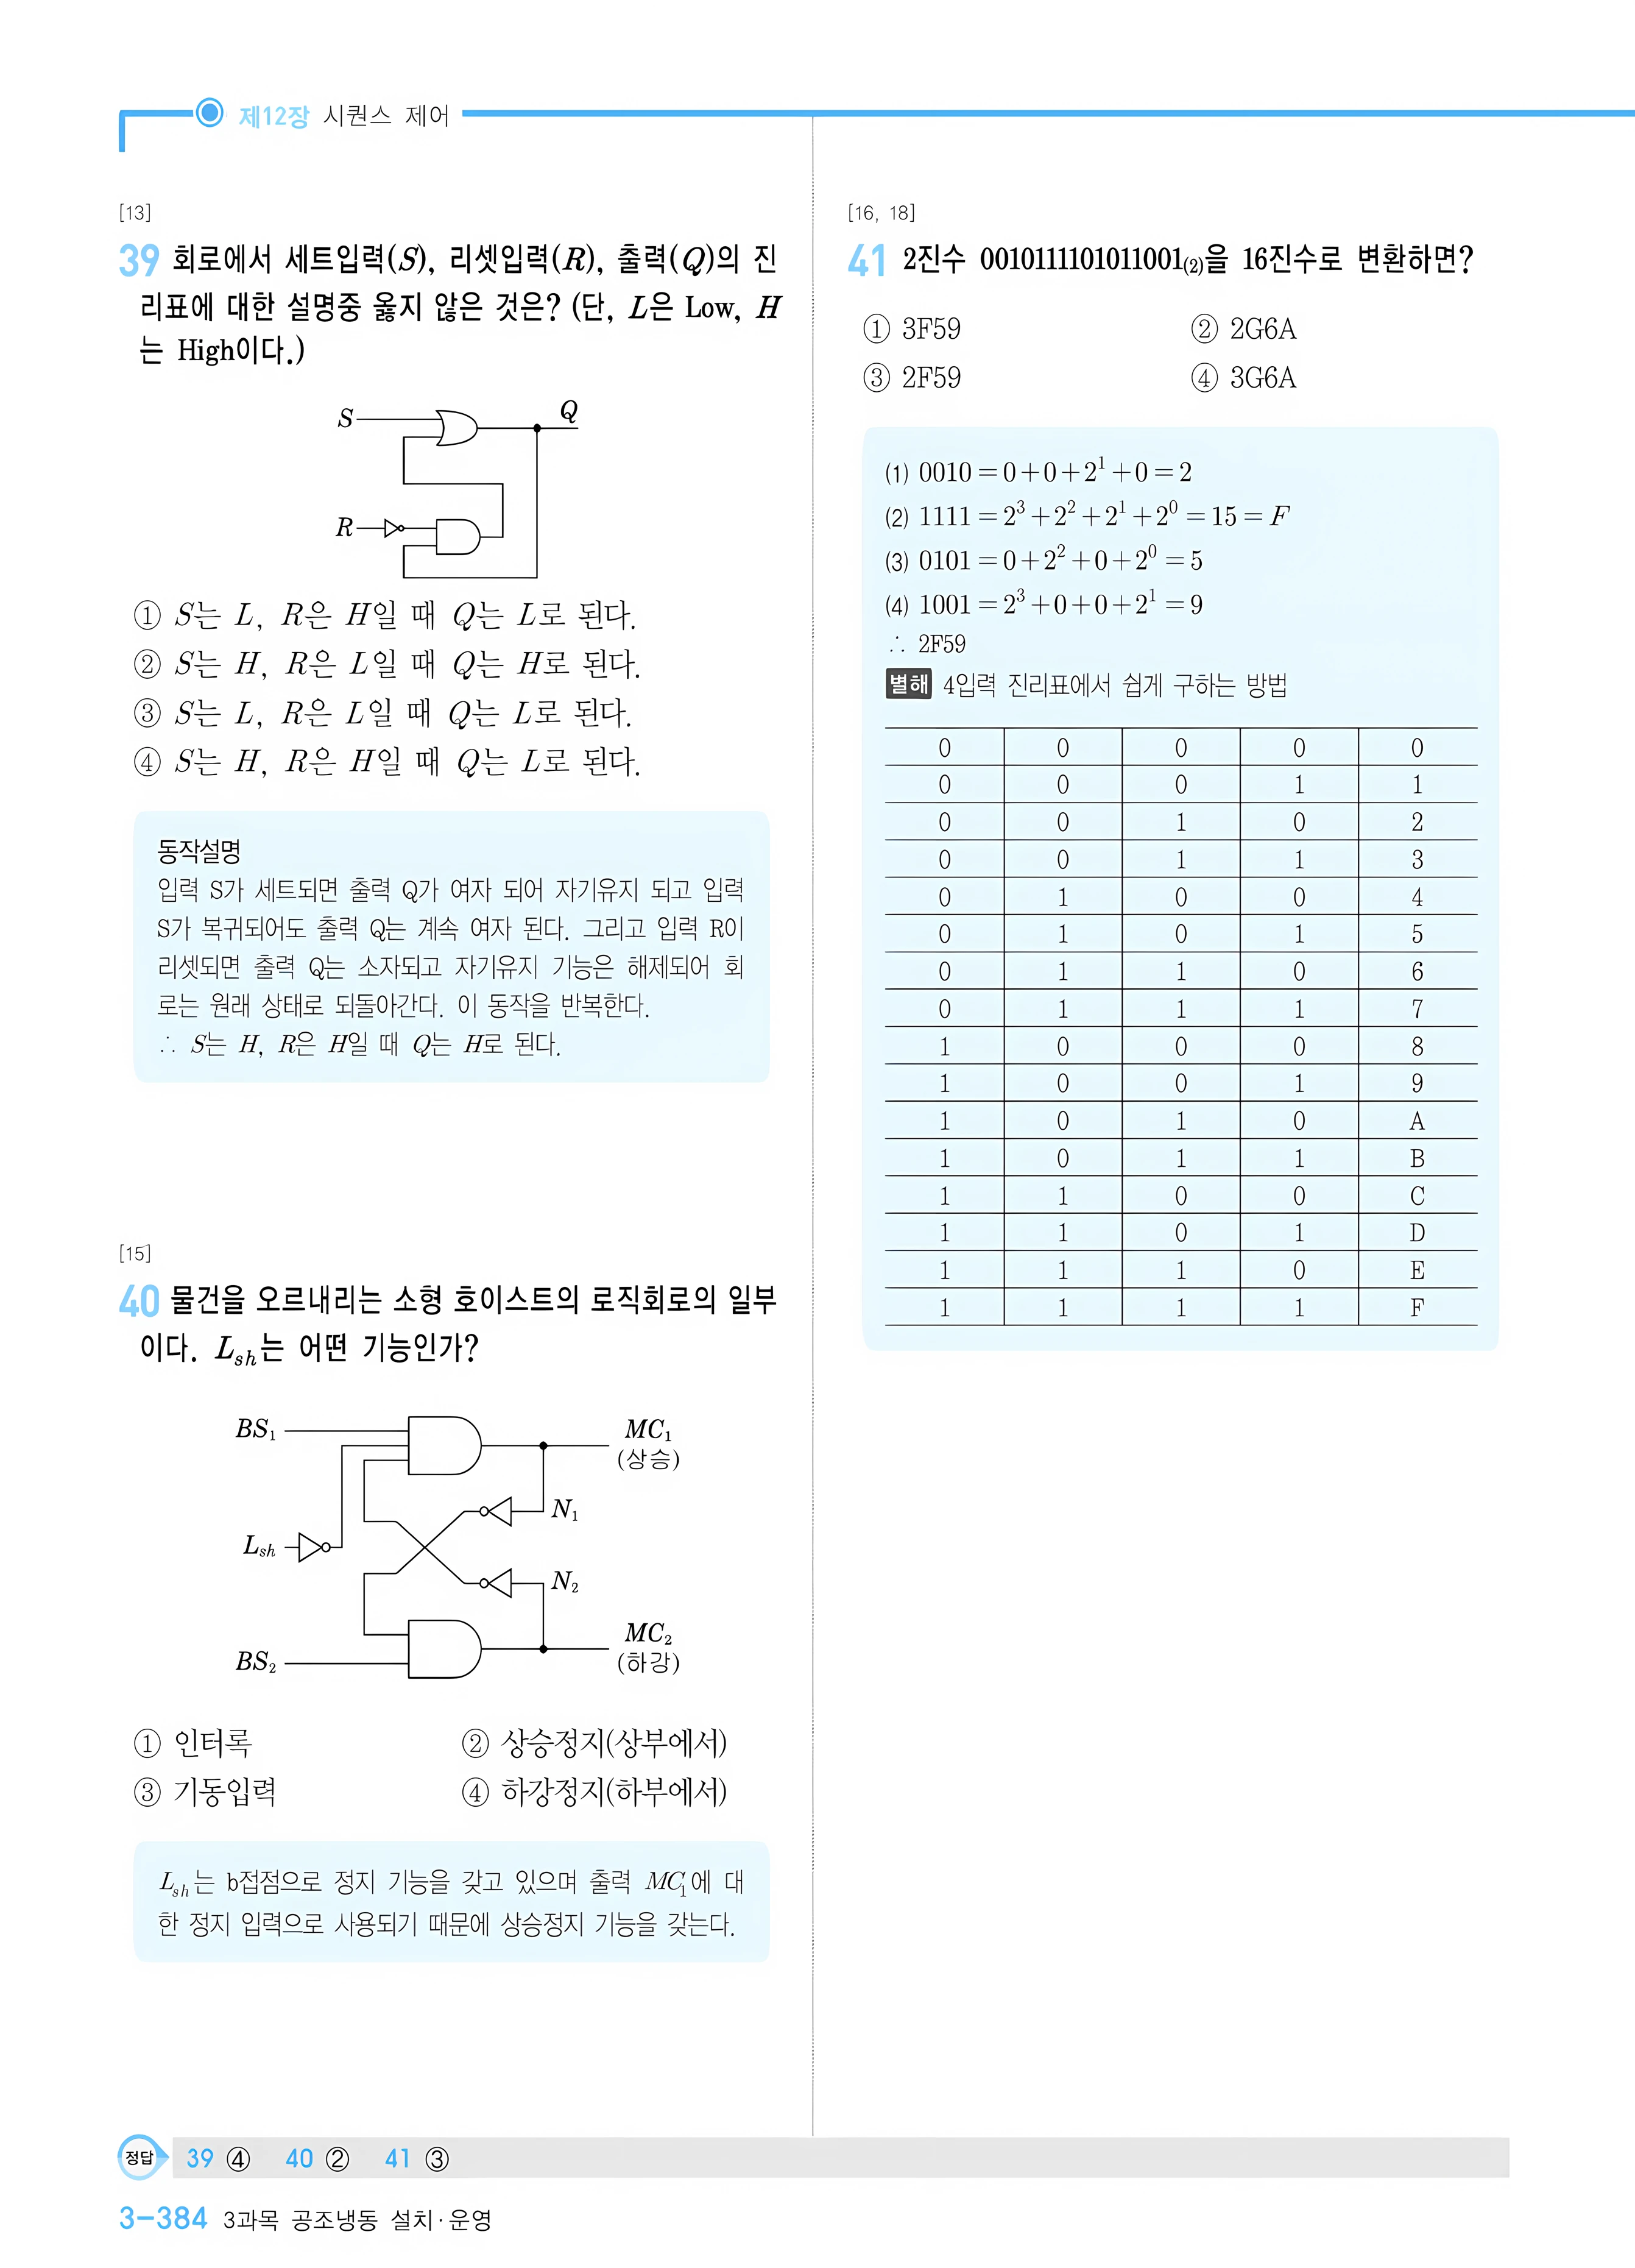 제12장 시퀀스 제어
[13]
39 회로에서 세트입력(S), 리셋입력(R), 출력(Q)의 진
리표에 대한 설명중 옳지 않은 것은? (단, L은 Low, H
는 High이다.)
S
Q
R
① S는 L, R은 H일 때 Q는 L로 된다.
② S는 H, R은 L일 때 Q는 H로 된다.
③ S는 L, R은 L일 때 Q는 L로 된다.
④ S는 H, R은 H일 때 Q는 L로 된다.
동작설명
입력 S가 세트되면 출력 Q가 여자 되어 자기유지 되고 입력
S가 복귀되어도 출력 Q는 계속 여자 된다. 그리고 입력 R이
리셋되면 출력 Q는 소자되고 자기유지 기능은 해제되어 회
로는 원래 상태로 되돌아간다. 이 동작을 반복한다.
∴ S는 H, R은 H일 때 Q는 H로 된다.
[15]
40 물건을 오르내리는 소형 호이스트의 로직회로의 일부
이다. Lsh는 어떤 기능인가?
BS₁
MC₁
(상승)
N₁
Lsh
N₂
MC₂
(하강)
BS₂
① 인터록 ② 상승정지(상부에서)
③ 기동입력 ④ 하강정지(하부에서)
Lsh는 b접점으로 정지 기능을 갖고 있으며 출력 MC₁에 대
한 정지 입력으로 사용되기 때문에 상승정지 기능을 갖는다.
[16, 18]
41 2진수 0010111101011001₍₂₎을 16진수로 변환하면?
① 3F59 ② 2G6A
③ 2F59 ④ 3G6A
(1) 0010=0+0+2¹+0=2
(2) 1111=2³+2²+2¹+2⁰=15=F
(3) 0101=0+2²+0+2⁰=5
(4) 1001=2³+0+0+2¹=9
∴ 2F59
별해 4입력 진리표에서 쉽게 구하는 방법
0 0 0 0 0
0 0 0 1 1
0 0 1 0 2
0 0 1 1 3
0 1 0 0 4
0 1 0 1 5
0 1 1 0 6
0 1 1 1 7
1 0 0 0 8
1 0 0 1 9
1 0 1 0 A
1 0 1 1 B
1 1 0 0 C
1 1 0 1 D
1 1 1 0 E
1 1 1 1 F
정답 39 ④ 40 ② 41 ③
3-384 3과목 공조냉동 설치·운영